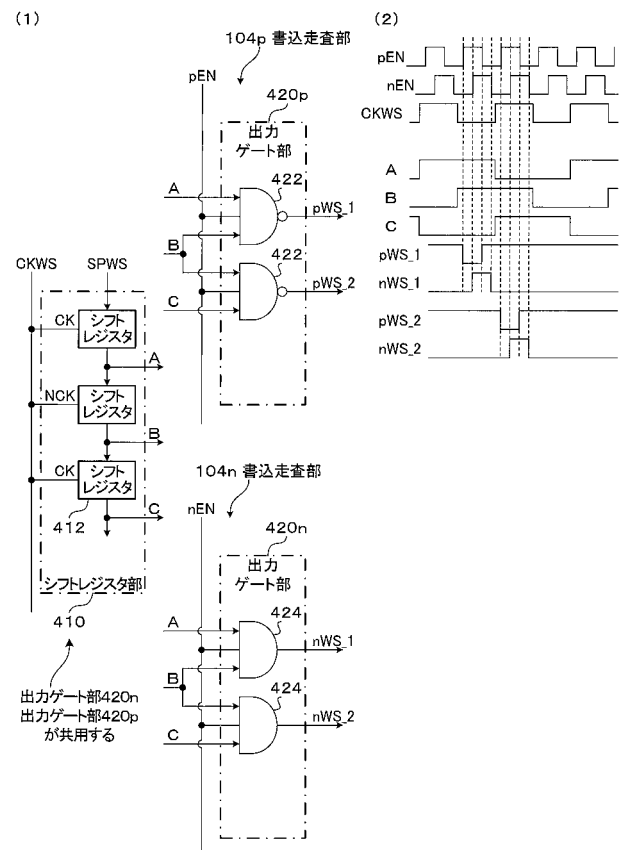 (1)
104p 書込走査部
pEN
420p
出力
ゲート部
A
422
pWS_1
B
422
pWS_2
C
CKWS
SPWS
CK
シフト
レジスタ
A
NCK
シフト
レジスタ
B
CK
シフト
レジスタ
412
C
シフトレジスタ部
410
出力ゲート部420n
出力ゲート部420p
が共用する
104n 書込走査部
nEN
420n
出力
ゲート部
A
424
nWS_1
B
424
nWS_2
C
(2)
pEN
nEN
CKWS
A
B
C
pWS_1
nWS_1
pWS_2
nWS_2